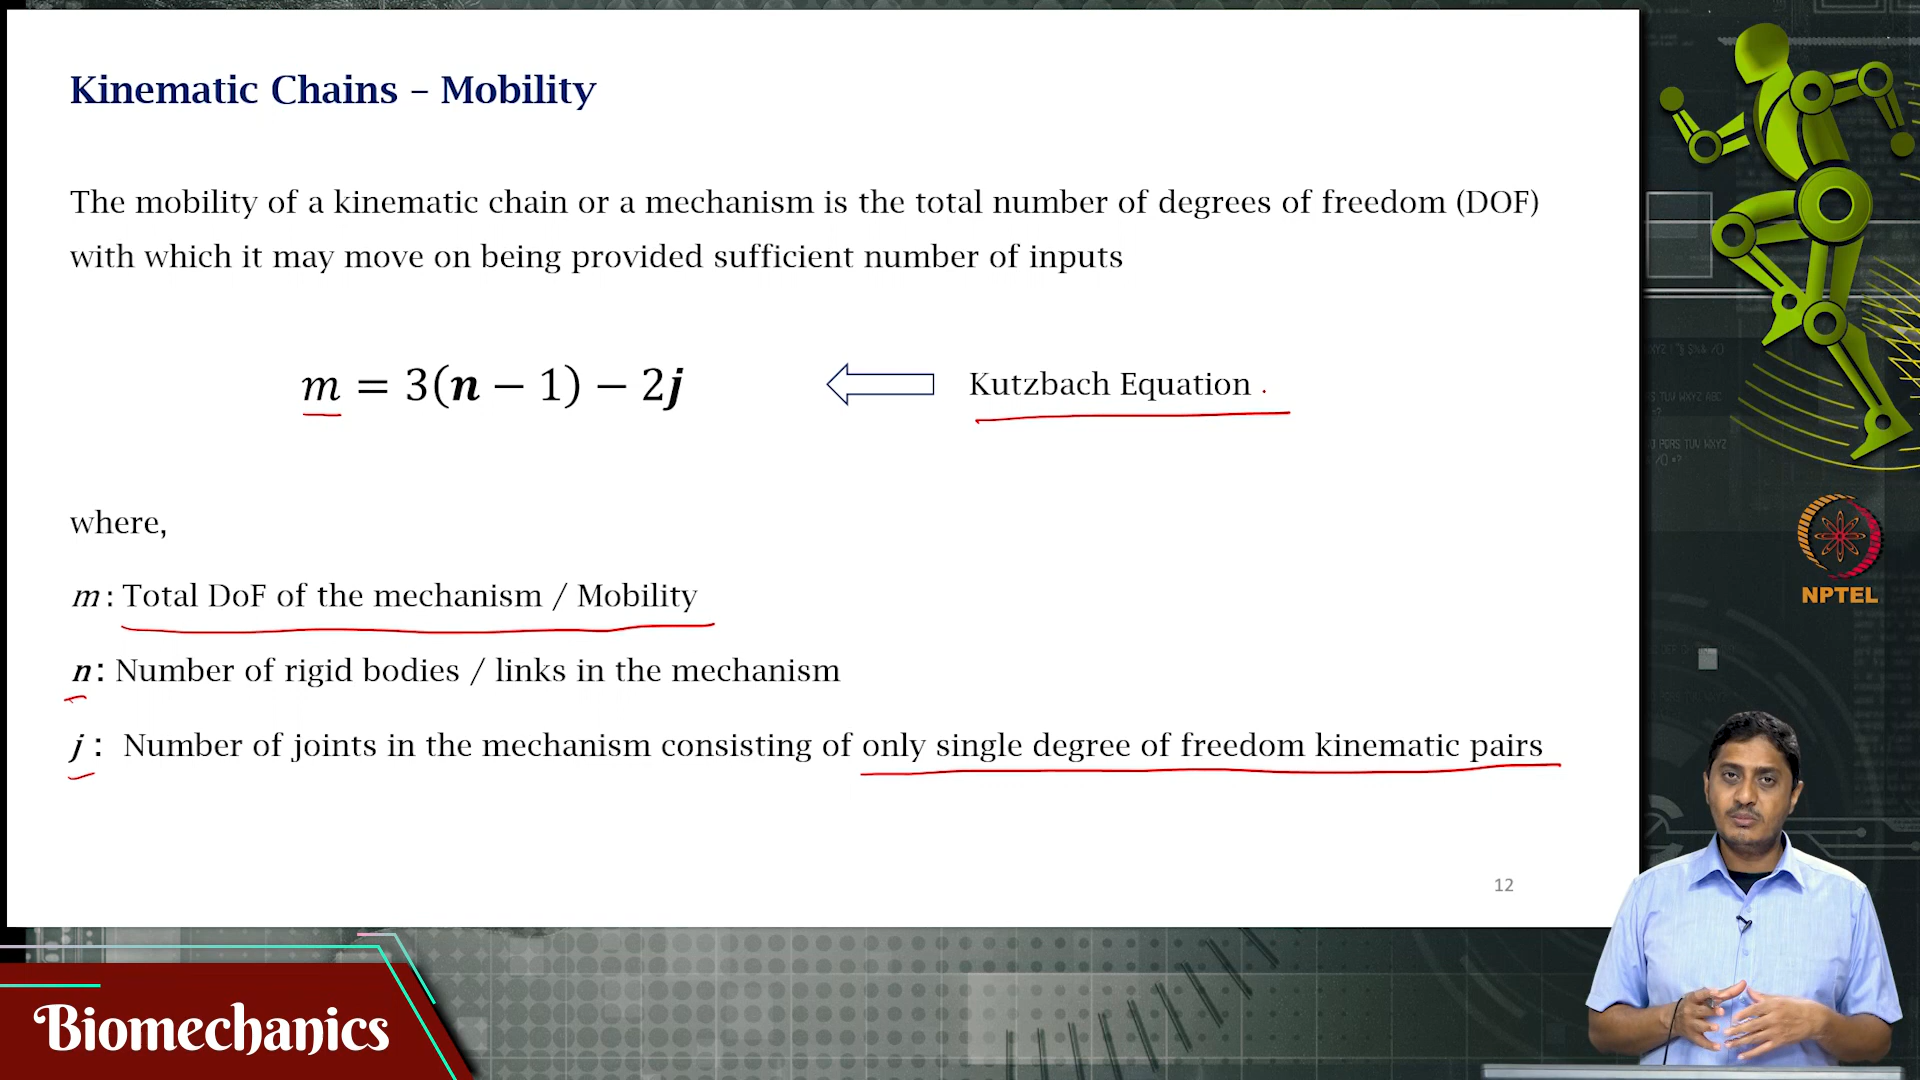 Kinematic Chains – Mobility
The mobility of a kinematic chain or a mechanism is the total number of degrees of freedom (DOF)
with which it may move on being provided sufficient number of inputs
m = 3(n − 1) − 2j
Kutzbach Equation
where,
m : Total DoF of the mechanism / Mobility
n : Number of rigid bodies / links in the mechanism
j : Number of joints in the mechanism consisting of only single degree of freedom kinematic pairs
12
NPTEL
Biomechanics